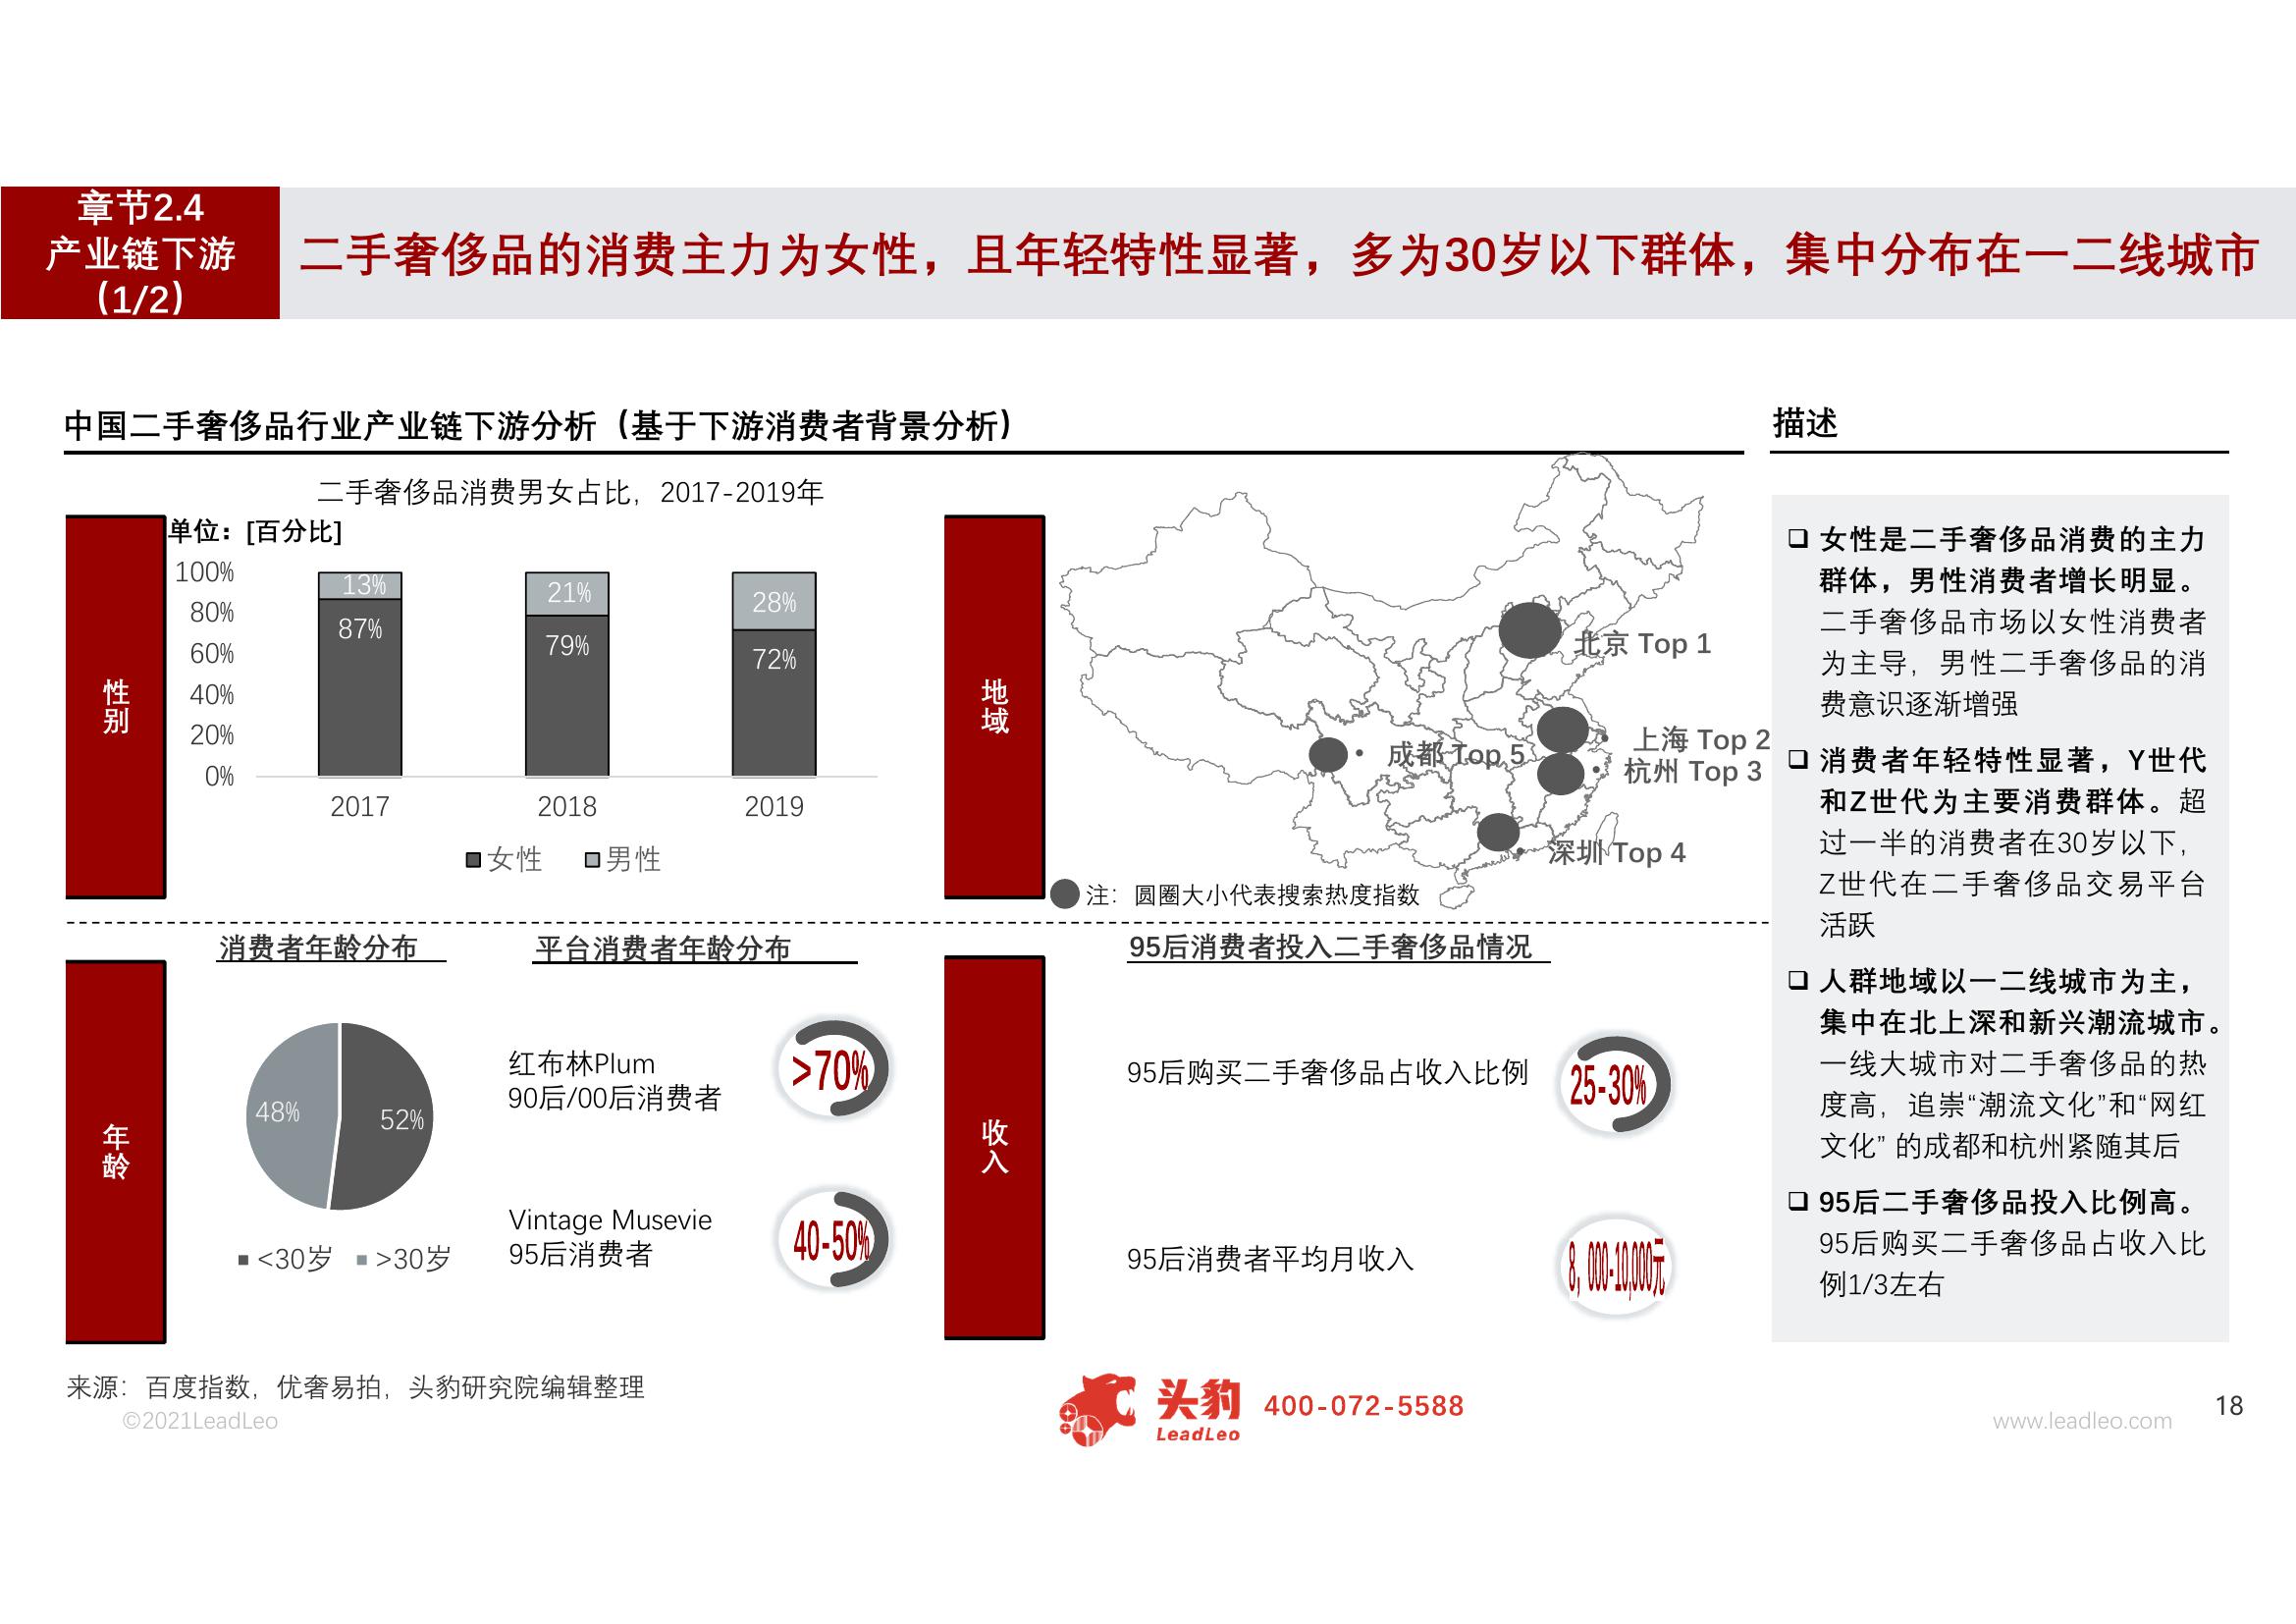 章节2.4
产业链下游
(1/2)
二手奢侈品的消费主力为女性，且年轻特性显著，多为30岁以下群体，集中分布在一二线城市
中国二手奢侈品行业产业链下游分析（基于下游消费者背景分析）
二手奢侈品消费男女占比，2017-2019年
单位：[百分比]
性别
100%
80%
60%
40%
20%
0%
13%
87%
21%
79%
28%
72%
2017
2018
2019
女性
男性
地域
北京 Top 1
上海 Top 2
杭州 Top 3
成都 Top 5
深圳 Top 4
注：圆圈大小代表搜索热度指数
年龄
消费者年龄分布
48%
52%
<30岁
>30岁
平台消费者年龄分布
红布林Plum
90后/00后消费者
>70%
Vintage Musevie
95后消费者
40-50%
收入
95后消费者投入二手奢侈品情况
95后购买二手奢侈品占收入比例
25-30%
95后消费者平均月收入
8，000-10,000元
描述
❑ 女性是二手奢侈品消费的主力
群体，男性消费者增长明显。
二手奢侈品市场以女性消费者
为主导，男性二手奢侈品的消
费意识逐渐增强
❑ 消费者年轻特性显著，Y世代
和Z世代为主要消费群体。超
过一半的消费者在30岁以下，
Z世代在二手奢侈品交易平台
活跃
❑ 人群地域以一二线城市为主，
集中在北上深和新兴潮流城市。
一线大城市对二手奢侈品的热
度高，追崇“潮流文化”和“网红
文化” 的成都和杭州紧随其后
❑ 95后二手奢侈品投入比例高。
95后购买二手奢侈品占收入比
例1/3左右
来源：百度指数，优奢易拍，头豹研究院编辑整理
©2021LeadLeo
头豹
LeadLeo
400-072-5588
www.leadleo.com
18